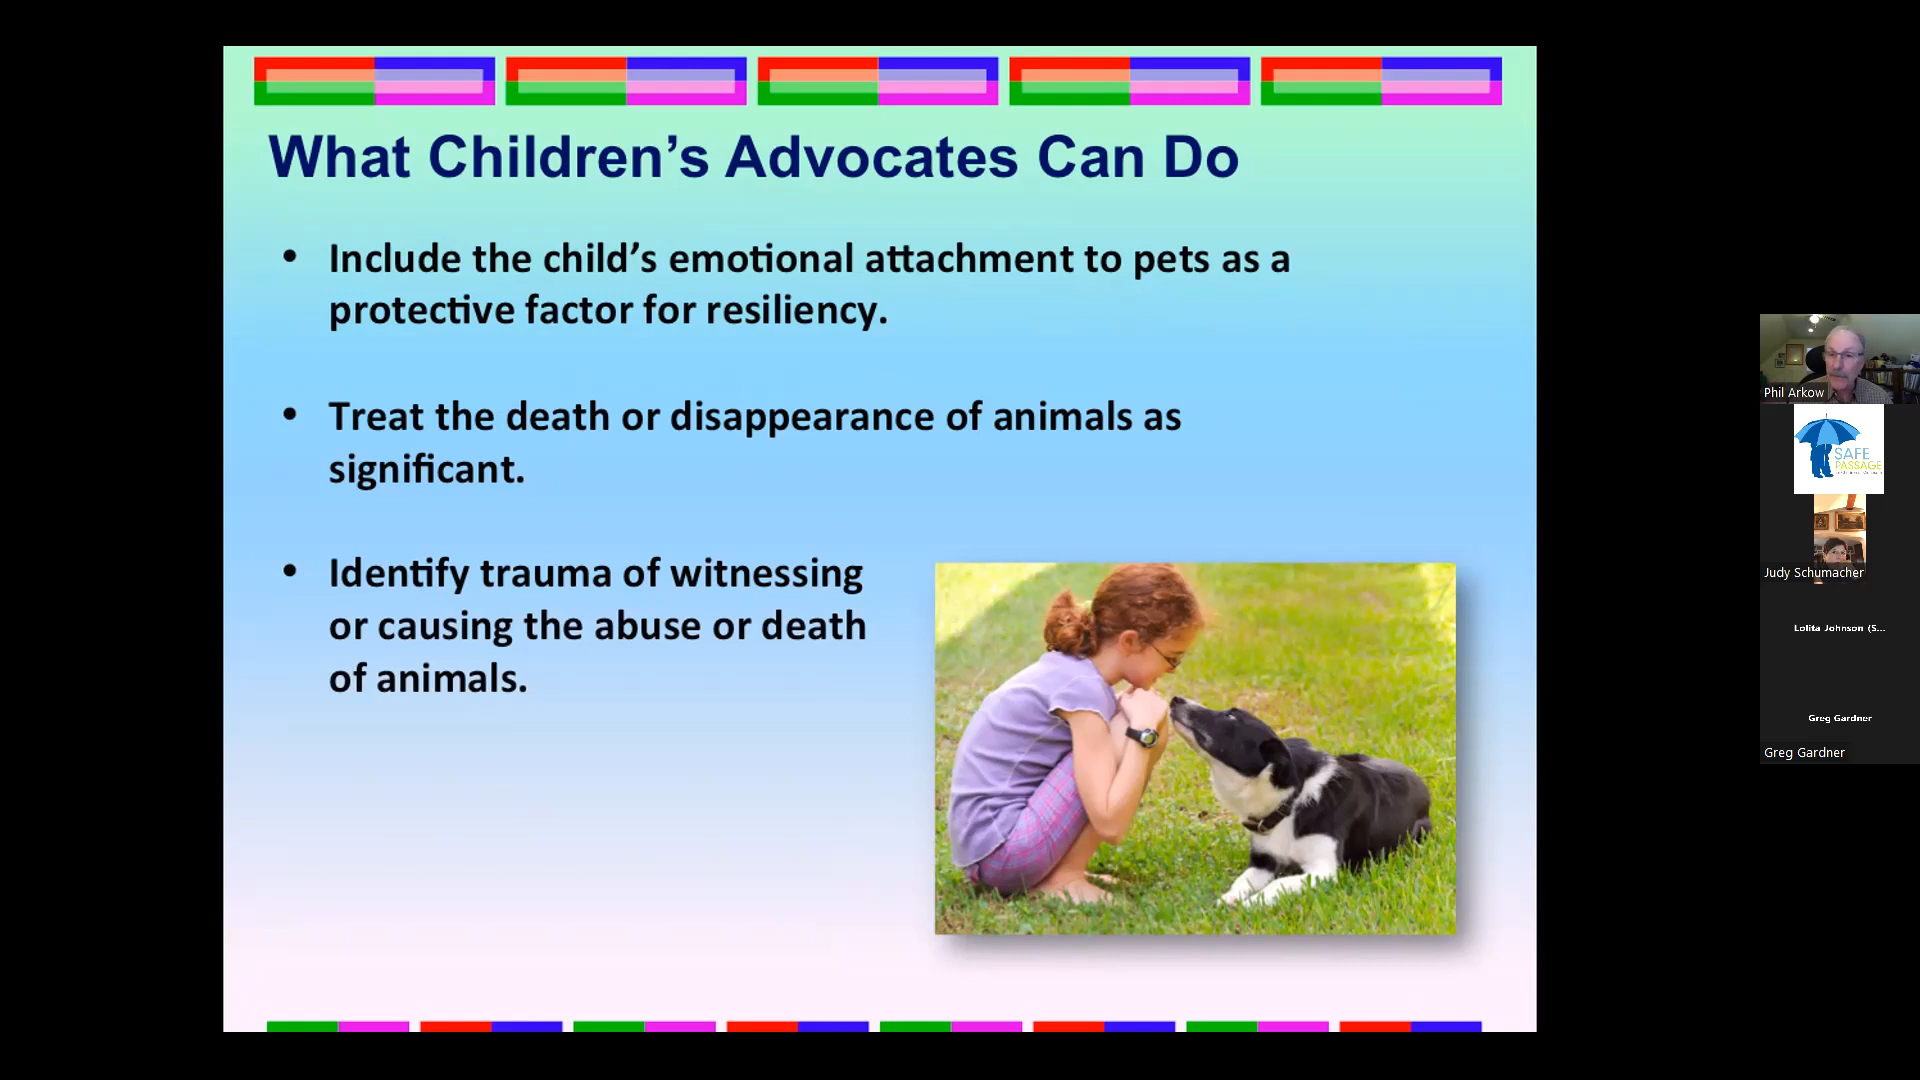 What Children’s Advocates Can Do
• Include the child’s emotional attachment to pets as a
protective factor for resiliency.
• Treat the death or disappearance of animals as
significant.
• Identify trauma of witnessing
or causing the abuse or death
of animals.
Phil Arkow
SAFE
PASSAGE
Judy Schumacher
Lolita Johnson (S...
Greg Gardner
Greg Gardner